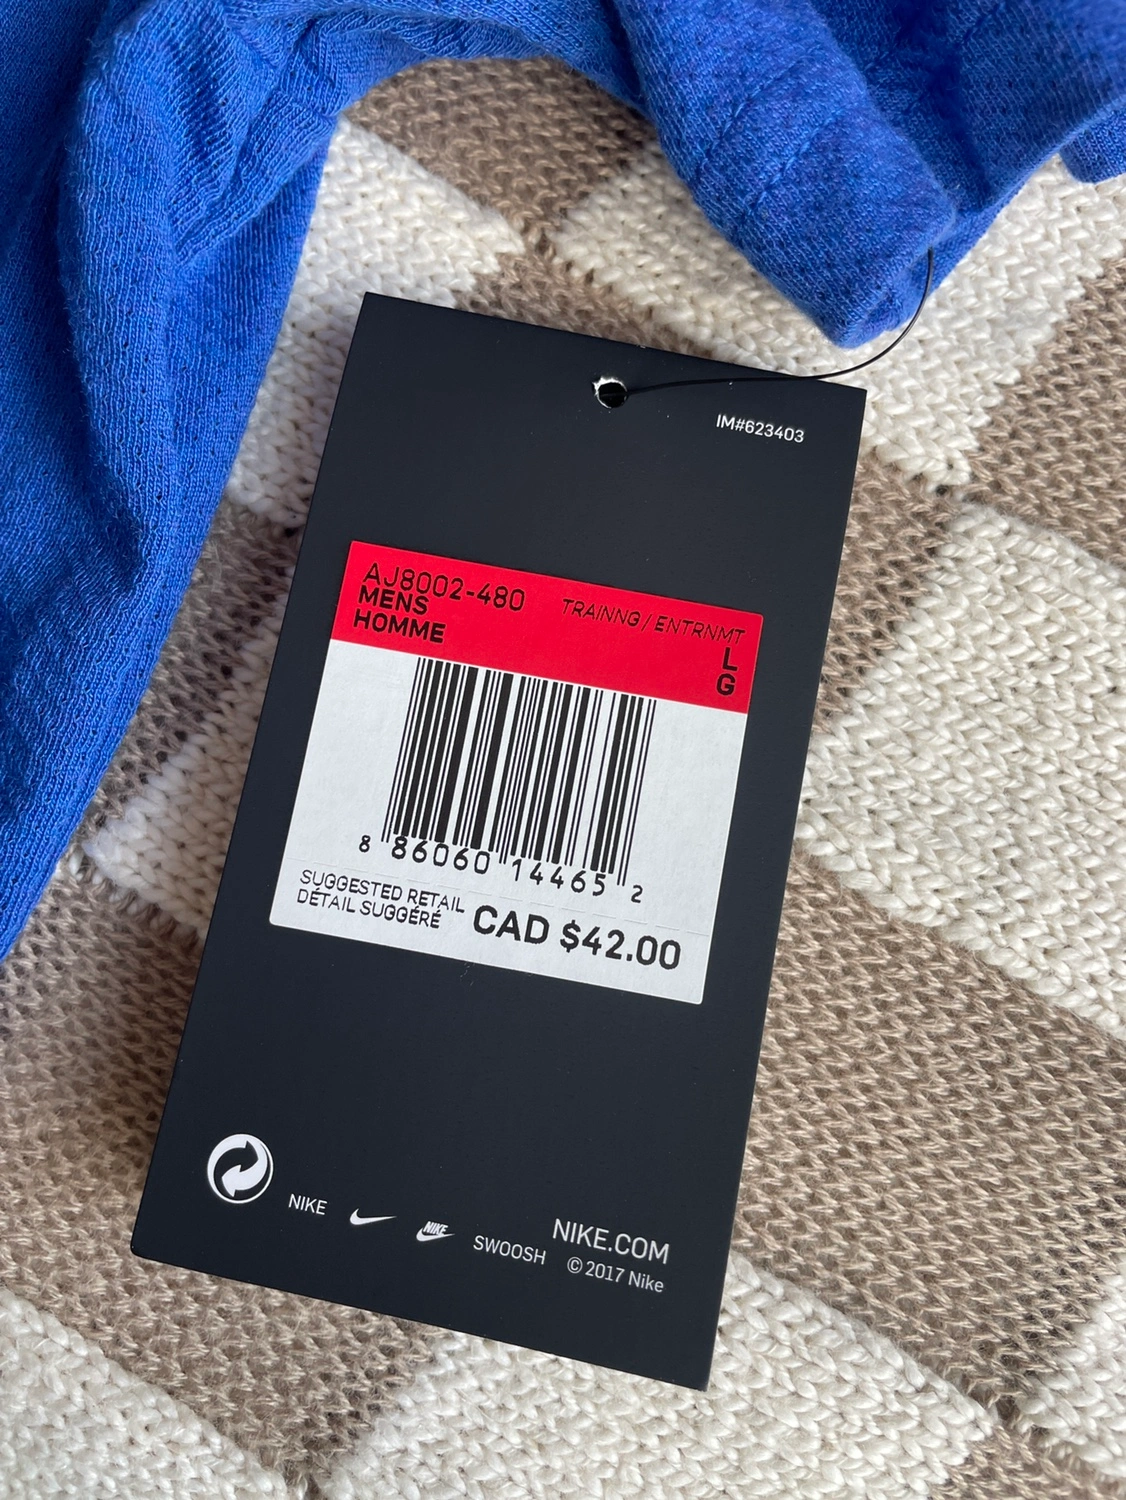 IM#623403
AJ8002-480
TRAINNG / ENTRNMT
MENS
HOMME
L
G
8 86060 14465 2
SUGGESTED RETAIL
DÉTAIL SUGGÉRÉ
CAD $42.00
NIKE
NIKE
SWOOSH
NIKE.COM
© 2017 Nike